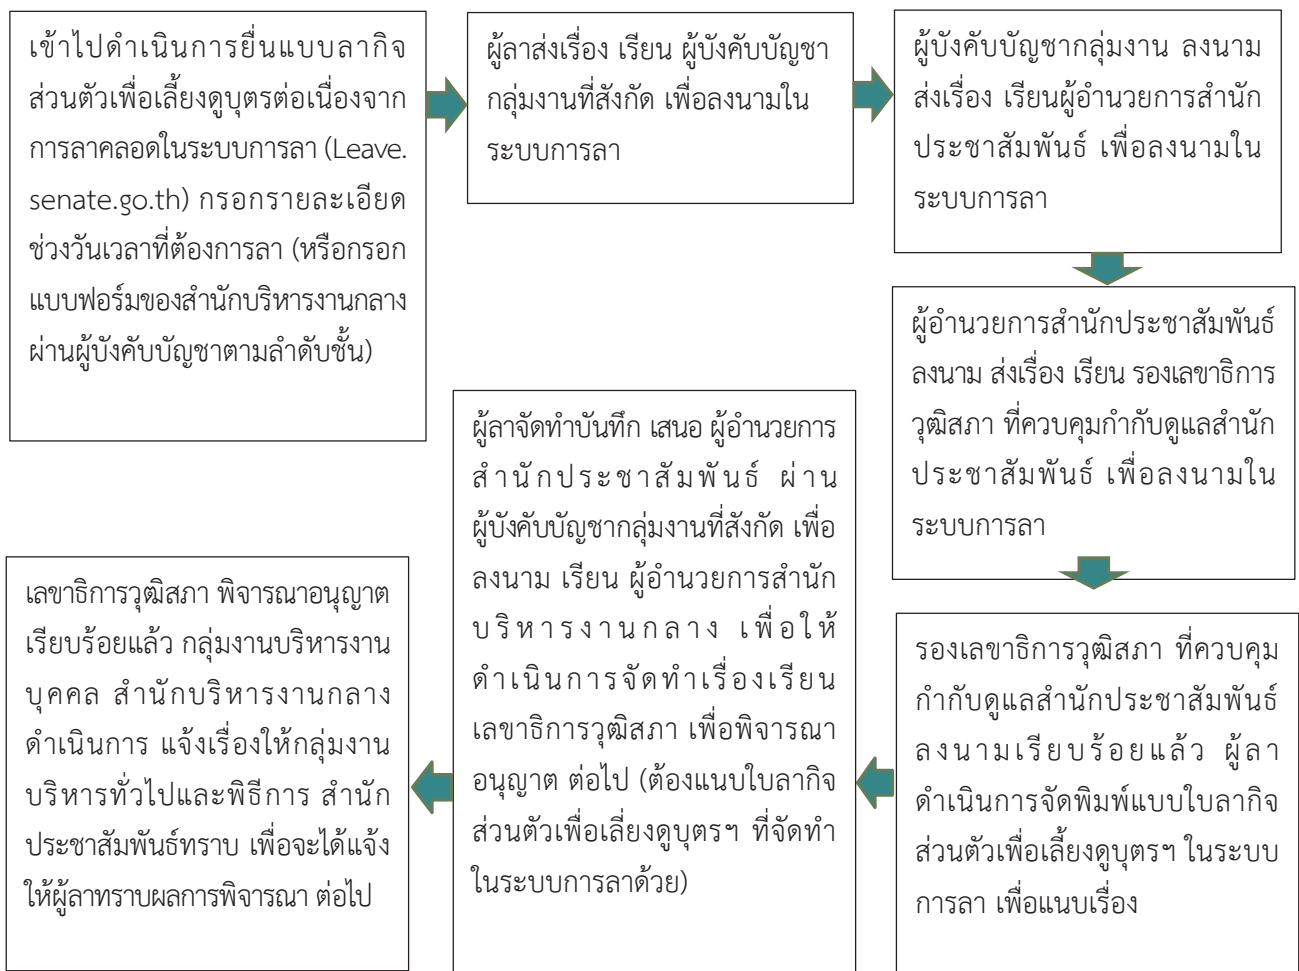 เข้าไปดำเนินการยื่นแบบลากิจ
ส่วนตัวเพื่อเลี้ยงดูบุตรต่อเนื่องจาก
การลาคลอดในระบบการลา (Leave.
senate.go.th) กรอกรายละเอียด
ช่วงวันเวลาที่ต้องการลา (หรือกรอก
แบบฟอร์มของสำนักบริหารงานกลาง
ผ่านผู้บังคับบัญชาตามลำดับชั้น)
ผู้ลาส่งเรื่อง เรียน ผู้บังคับบัญชา
กลุ่มงานที่สังกัด เพื่อลงนามใน
ระบบการลา
ผู้บังคับบัญชากลุ่มงาน ลงนาม
ส่งเรื่อง เรียนผู้อำนวยการสำนัก
ประชาสัมพันธ์ เพื่อลงนามใน
ระบบการลา
ผู้อำนวยการสำนักประชาสัมพันธ์
ลงนาม ส่งเรื่อง เรียน รองเลขาธิการ
วุฒิสภา ที่ควบคุมกำกับดูแลสำนัก
ประชาสัมพันธ์ เพื่อลงนามใน
ระบบการลา
รองเลขาธิการวุฒิสภา ที่ควบคุม
กำกับดูแลสำนักประชาสัมพันธ์
ลงนามเรียบร้อยแล้ว ผู้ลา
ดำเนินการจัดพิมพ์แบบใบลากิจ
ส่วนตัวเพื่อเลี้ยงดูบุตรฯ ในระบบ
การลา เพื่อแนบเรื่อง
ผู้ลาจัดทำบันทึก เสนอ ผู้อำนวยการ
สำนักประชาสัมพันธ์ ผ่าน
ผู้บังคับบัญชากลุ่มงานที่สังกัด เพื่อ
ลงนาม เรียน ผู้อำนวยการสำนัก
บริหารงานกลาง เพื่อให้
ดำเนินการจัดทำเรื่องเรียน
เลขาธิการวุฒิสภา เพื่อพิจารณา
อนุญาต ต่อไป (ต้องแนบใบลากิจ
ส่วนตัวเพื่อเลี่ยงดูบุตรฯ ที่จัดทำ
ในระบบการลาด้วย)
เลขาธิการวุฒิสภา พิจารณาอนุญาต
เรียบร้อยแล้ว กลุ่มงานบริหารงาน
บุคคล สำนักบริหารงานกลาง
ดำเนินการ แจ้งเรื่องให้กลุ่มงาน
บริหารทั่วไปและพิธีการ สำนัก
ประชาสัมพันธ์ทราบ เพื่อจะได้แจ้ง
ให้ผู้ลาทราบผลการพิจารณา ต่อไป